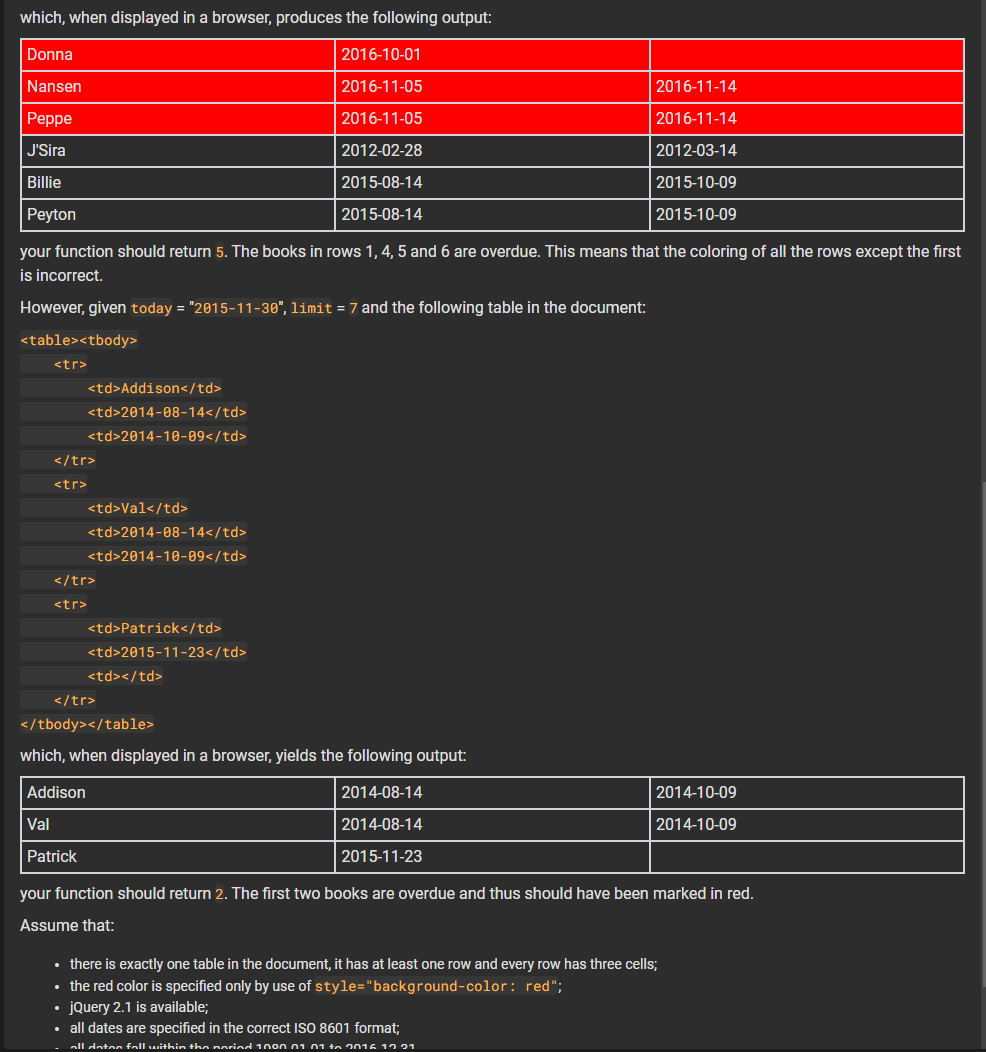 which, when displayed in a browser, produces the following output:
Donna 2016-10-01
Nansen 2016-11-05 2016-11-14
Peppe 2016-11-05 2016-11-14
J'Sira 2012-02-28 2012-03-14
Billie 2015-08-14 2015-10-09
Peyton 2015-08-14 2015-10-09
your function should return 5. The books in rows 1, 4, 5 and 6 are overdue. This means that the coloring of all the rows except the first
is incorrect.
However, given today = "2015-11-30", limit = 7 and the following table in the document:
<table><tbody>
<tr>
<td>Addison</td>
<td>2014-08-14</td>
<td>2014-10-09</td>
</tr>
<tr>
<td>Val</td>
<td>2014-08-14</td>
<td>2014-10-09</td>
</tr>
<tr>
<td>Patrick</td>
<td>2015-11-23</td>
<td></td>
</tr>
</tbody></table>
which, when displayed in a browser, yields the following output:
Addison 2014-08-14 2014-10-09
Val 2014-08-14 2014-10-09
Patrick 2015-11-23
your function should return 2. The first two books are overdue and thus should have been marked in red.
Assume that:
• there is exactly one table in the document, it has at least one row and every row has three cells;
• the red color is specified only by use of style="background-color: red";
• jQuery 2.1 is available;
• all dates are specified in the correct ISO 8601 format;
• all dates fall within the period 1980-01-01 to 2016-12-31